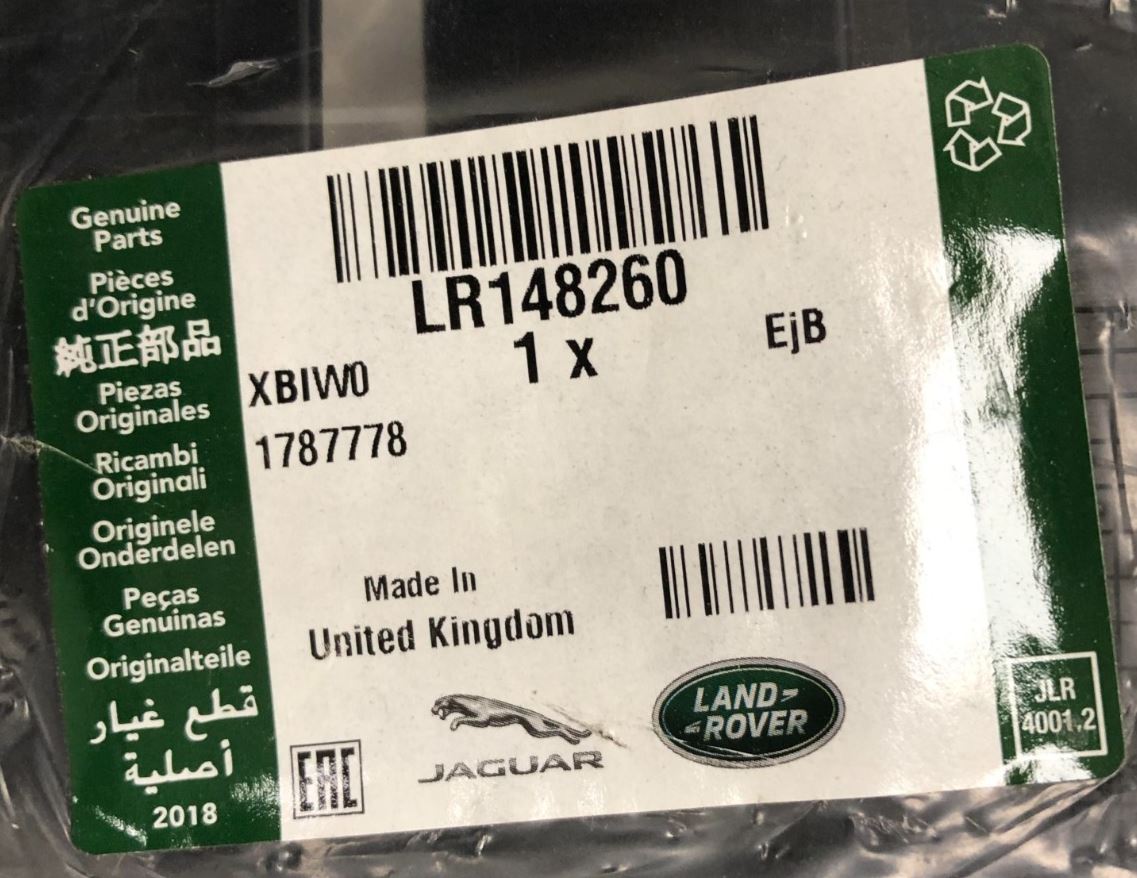 Genuine
Parts
Pièces
d'Origine
純正部品
Piezas
Originales
Ricambi
Originali
Originele
Onderdelen
Peças
Genuinas
Originalteile
قطع غيار
أصلية
2018
LR148260
1 x
EjB
XBIW0
1787778
Made In
United Kingdom
EAC
JAGUAR
LAND-
-ROVER
JLR
4001.2